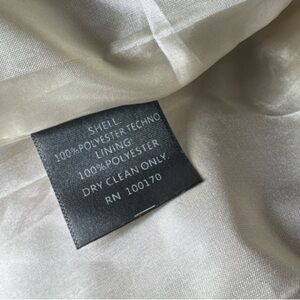 SHELL
100%POLYESTER TECHNO
LINING
100%POLYESTER
DRY CLEAN ONLY
RN 100170